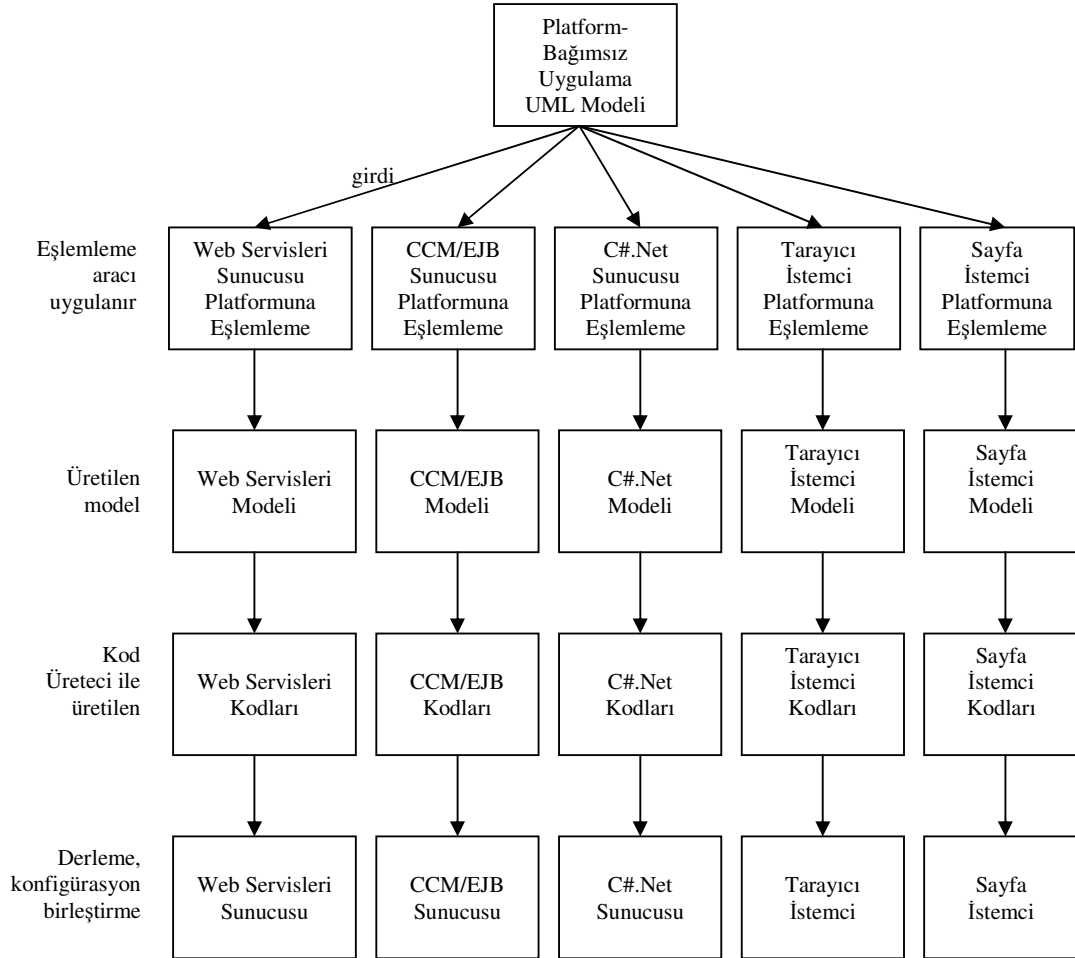 Platform-
Bağımsız
Uygulama
UML Modeli
girdi
Eşlemleme
aracı
uygulanır
Web Servisleri
Sunucusu
Platformuna
Eşlemleme
CCM/EJB
Sunucusu
Platformuna
Eşlemleme
C#.Net
Sunucusu
Platformuna
Eşlemleme
Tarayıcı
İstemci
Platformuna
Eşlemleme
Sayfa
İstemci
Platformuna
Eşlemleme
Üretilen
model
Web Servisleri
Modeli
CCM/EJB
Modeli
C#.Net
Modeli
Tarayıcı
İstemci
Modeli
Sayfa
İstemci
Modeli
Kod
Üreteci ile
üretilen
Web Servisleri
Kodları
CCM/EJB
Kodları
C#.Net
Kodları
Tarayıcı
İstemci
Kodları
Sayfa
İstemci
Kodları
Derleme,
konfigürasyon
birleştirme
Web Servisleri
Sunucusu
CCM/EJB
Sunucusu
C#.Net
Sunucusu
Tarayıcı
İstemci
Sayfa
İstemci